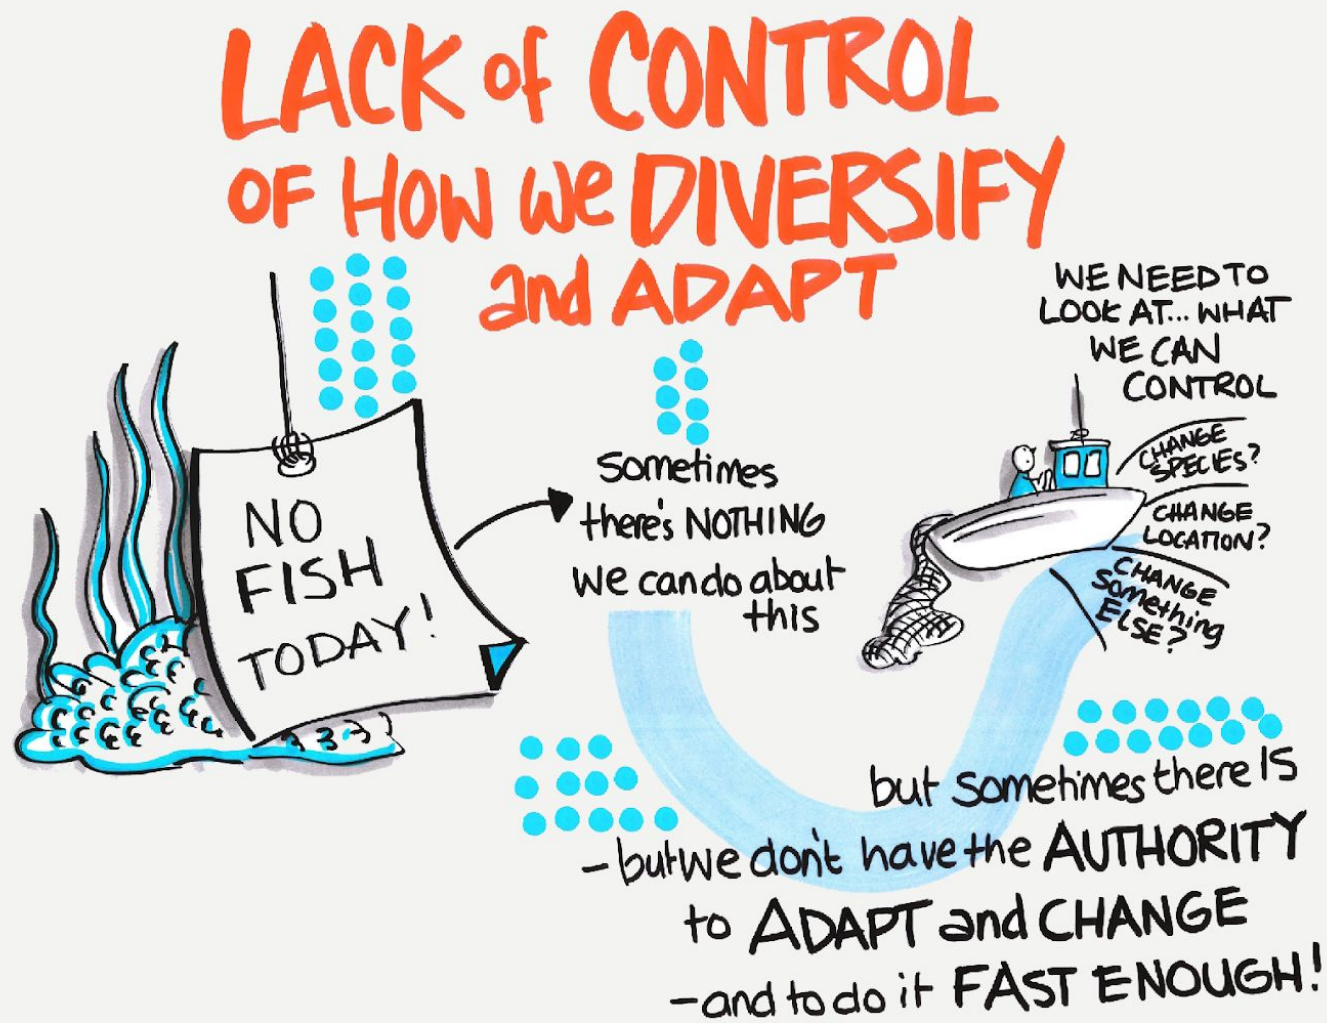 LACK of CONTROL
OF HOW we DIVERSIFY
and ADAPT
NO
FISH
TODAY!
Sometimes
there's NOTHING
we can do about
this
WE NEED TO
LOOK AT... WHAT
WE CAN
CONTROL
CHANGE
SPECIES?
CHANGE
LOCATION?
CHANGE
Something
ELSE?
but sometimes there IS
- but we don't have the AUTHORITY
to ADAPT and CHANGE
- and to do it FAST ENOUGH!